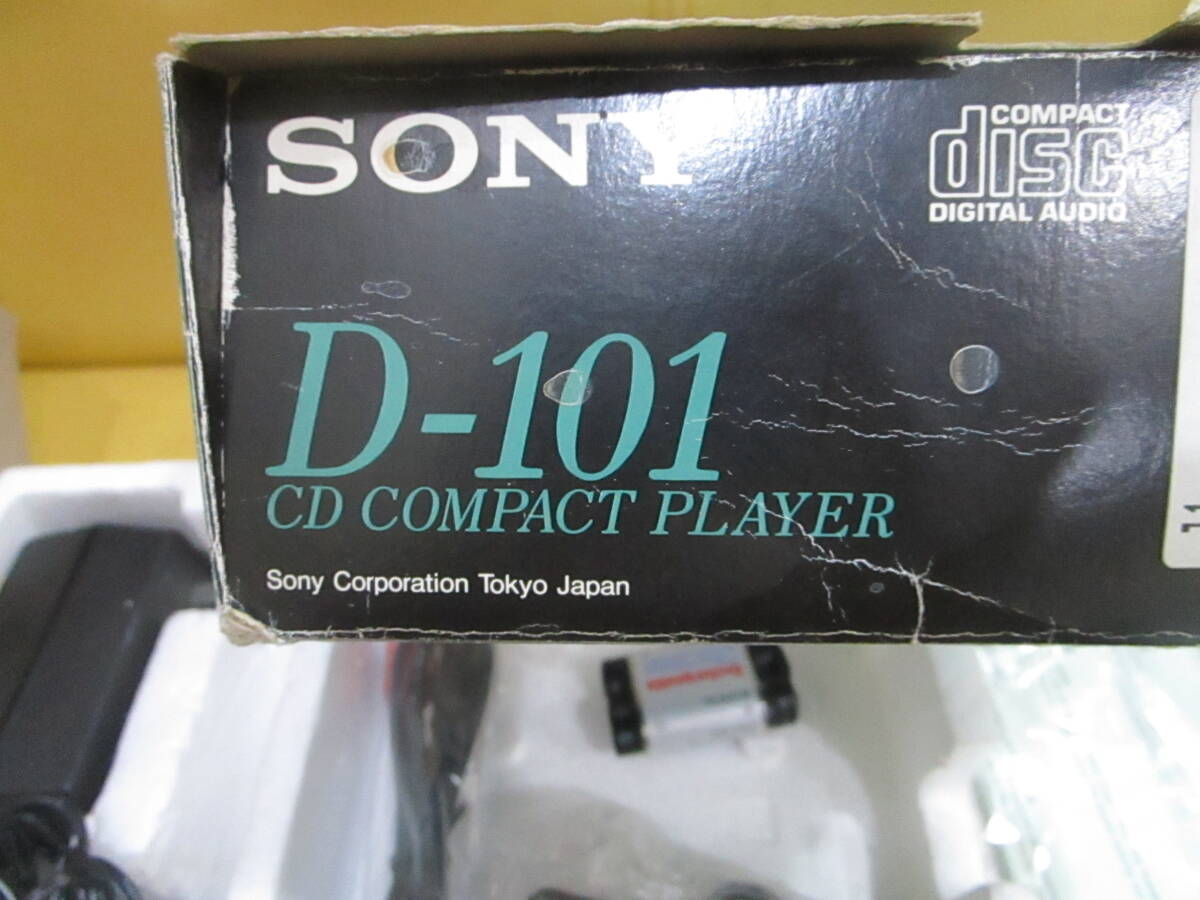 SONY
COMPACT
disc
DIGITAL AUDIO
D-101
CD COMPACT PLAYER
Sony Corporation Tokyo Japan